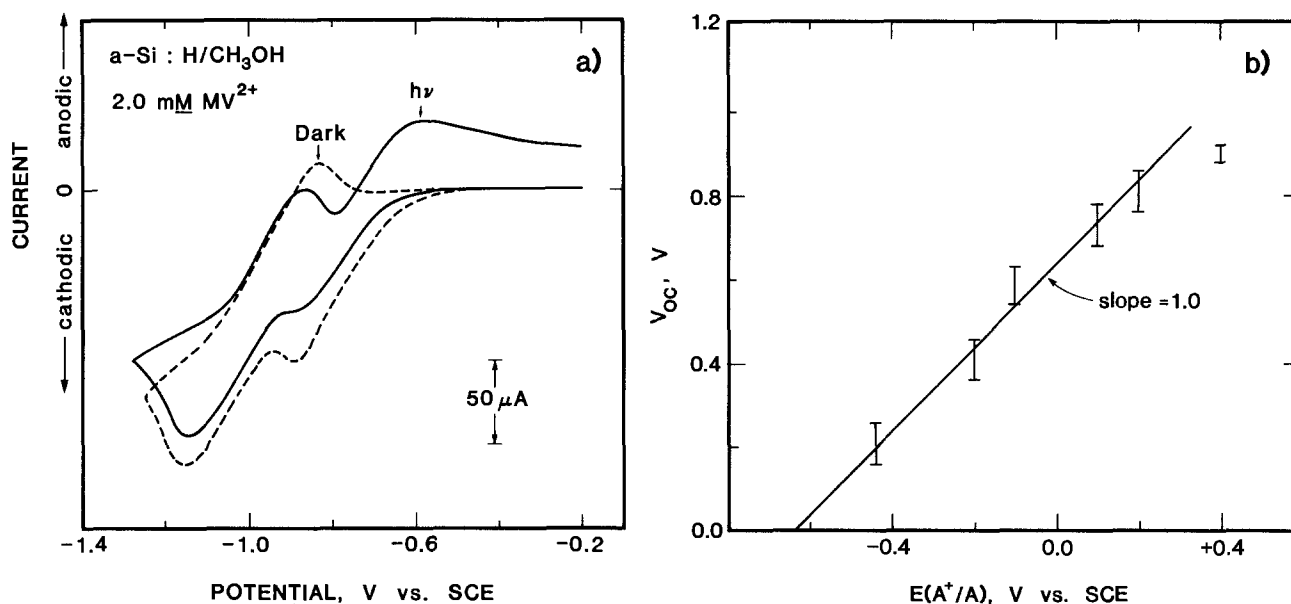 a-Si : H/CH₃OH
2.0 mM MV²⁺
a)
hν
Dark
CURRENT
anodic
0
cathodic
50 μA
-1.4
-1.0
-0.6
-0.2
POTENTIAL, V vs. SCE
b)
1.2
0.8
0.4
0.0
V_OC, V
slope = 1.0
-0.4
0.0
+0.4
E(A⁺/A), V vs. SCE